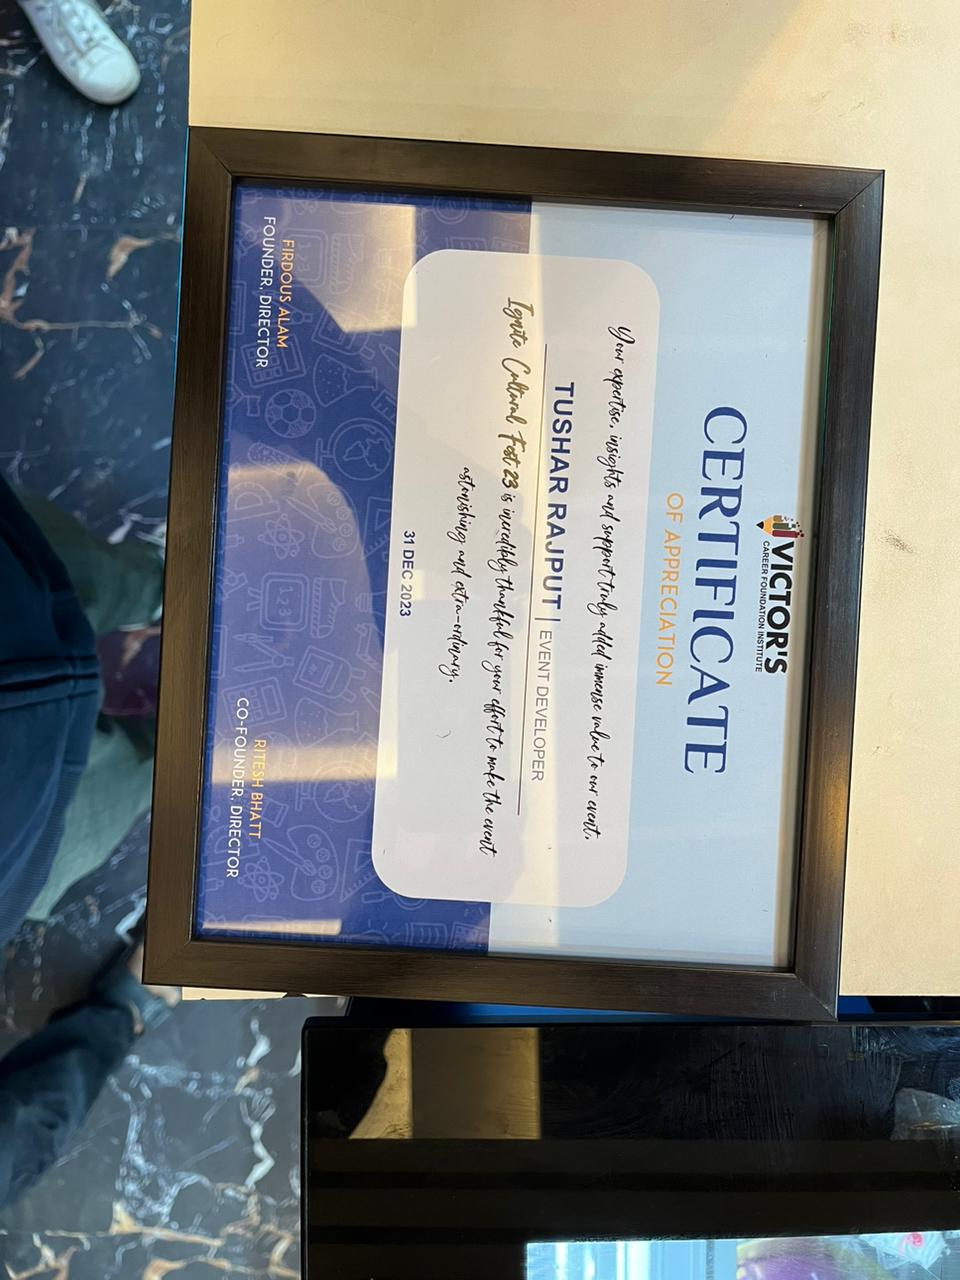 VICTOR'S
CAREER FOUNDATION INSTITUTE
CERTIFICATE
OF APPRECIATION
Your expertise, insights and support truly added immense value to our event.
TUSHAR RAJPUT | EVENT DEVELOPER
Ignite Cultural Fest 23 is incredibly thankful for your effort to make the event
astonishing and extra-ordinary.
31 DEC 2023
FIRDOUS ALAM
FOUNDER, DIRECTOR
RITESH BHATT
CO-FOUNDER, DIRECTOR